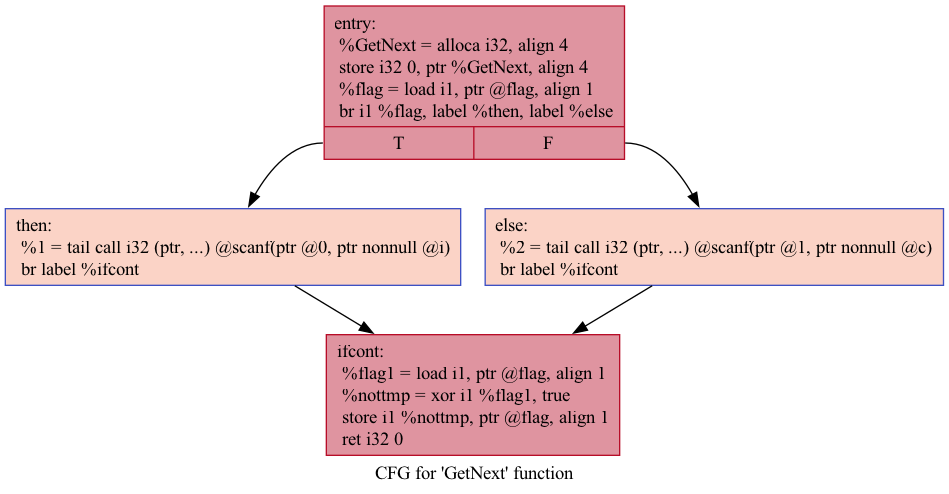 entry:
%GetNext = alloca i32, align 4
store i32 0, ptr %GetNext, align 4
%flag = load i1, ptr @flag, align 1
br i1 %flag, label %then, label %else
T
F
then:
%1 = tail call i32 (ptr, ...) @scanf(ptr @0, ptr nonnull @i)
br label %ifcont
else:
%2 = tail call i32 (ptr, ...) @scanf(ptr @1, ptr nonnull @c)
br label %ifcont
ifcont:
%flag1 = load i1, ptr @flag, align 1
%nottmp = xor i1 %flag1, true
store i1 %nottmp, ptr @flag, align 1
ret i32 0
CFG for 'GetNext' function